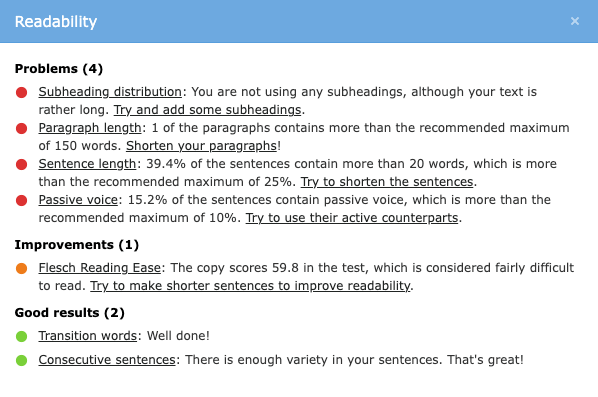 Readability
×
Problems (4)
Subheading distribution: You are not using any subheadings, although your text is
rather long. Try and add some subheadings.
Paragraph length: 1 of the paragraphs contains more than the recommended maximum
of 150 words. Shorten your paragraphs!
Sentence length: 39.4% of the sentences contain more than 20 words, which is more
than the recommended maximum of 25%. Try to shorten the sentences.
Passive voice: 15.2% of the sentences contain passive voice, which is more than the
recommended maximum of 10%. Try to use their active counterparts.
Improvements (1)
Flesch Reading Ease: The copy scores 59.8 in the test, which is considered fairly difficult
to read. Try to make shorter sentences to improve readability.
Good results (2)
Transition words: Well done!
Consecutive sentences: There is enough variety in your sentences. That's great!